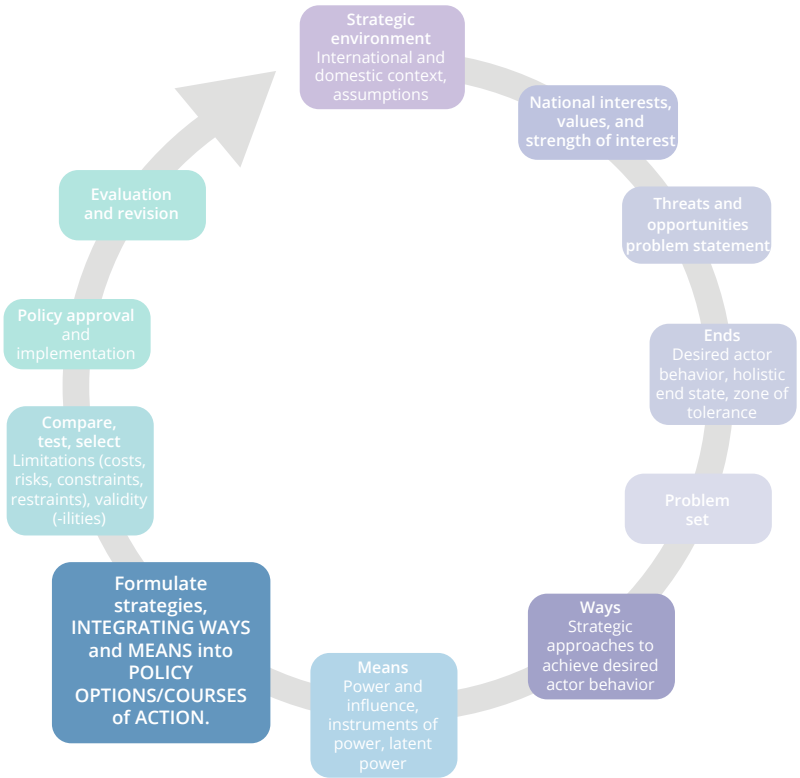 Strategic
environment
International and
domestic context,
assumptions
National interests,
values, and
strength of interest
Threats and
opportunities
problem statement
Ends
Desired actor
behavior, holistic
end state, zone of
tolerance
Problem
set
Ways
Strategic
approaches to
achieve desired
actor behavior
Means
Power and
influence,
instruments of
power, latent
power
Formulate
strategies,
INTEGRATING WAYS
and MEANS into
POLICY
OPTIONS/COURSES
of ACTION.
Compare,
test, select
Limitations (costs,
risks, constraints,
restraints), validity
(-ilities)
Policy approval
and
implementation
Evaluation
and revision